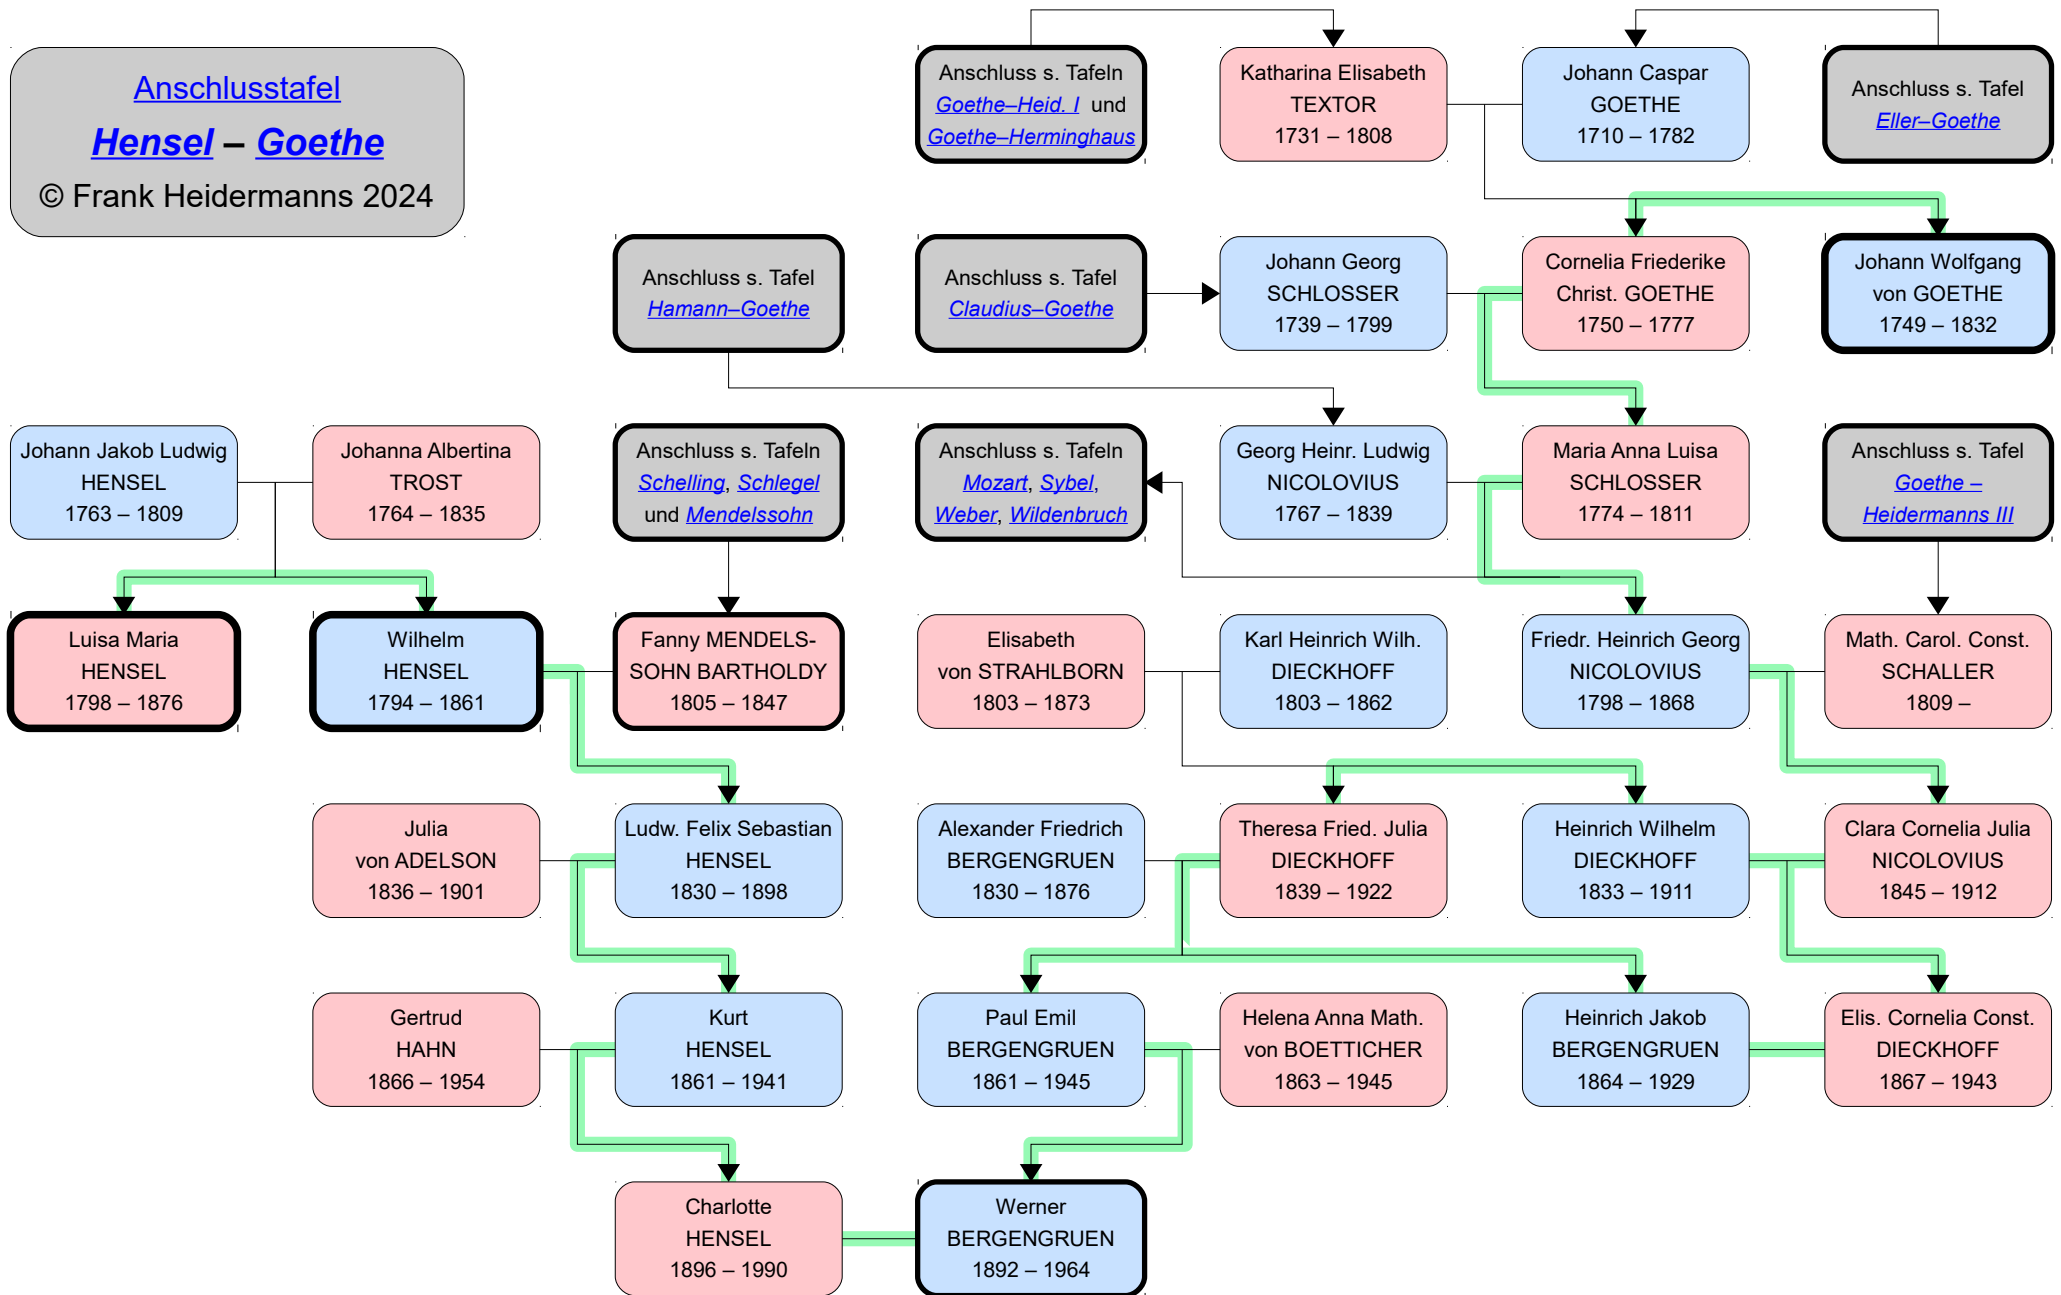 Anschlusstafel
Hensel – Goethe
© Frank Heidermanns 2024
Anschluss s. Tafeln
Goethe–Heid. I und
Goethe–Herminghaus
Katharina Elisabeth
TEXTOR
1731 – 1808
Johann Caspar
GOETHE
1710 – 1782
Anschluss s. Tafel
Eller–Goethe
Anschluss s. Tafel
Hamann–Goethe
Anschluss s. Tafel
Claudius–Goethe
Johann Georg
SCHLOSSER
1739 – 1799
Cornelia Friederike
Christ. GOETHE
1750 – 1777
Johann Wolfgang
von GOETHE
1749 – 1832
Johann Jakob Ludwig
HENSEL
1763 – 1809
Johanna Albertina
TROST
1764 – 1835
Anschluss s. Tafeln
Schelling, Schlegel
und Mendelssohn
Anschluss s. Tafeln
Mozart, Sybel,
Weber, Wildenbruch
Georg Heinr. Ludwig
NICOLOVIUS
1767 – 1839
Maria Anna Luisa
SCHLOSSER
1774 – 1811
Anschluss s. Tafel
Goethe –
Heidermanns III
Luisa Maria
HENSEL
1798 – 1876
Wilhelm
HENSEL
1794 – 1861
Fanny MENDELS-
SOHN BARTHOLDY
1805 – 1847
Elisabeth
von STRAHLBORN
1803 – 1873
Karl Heinrich Wilh.
DIECKHOFF
1803 – 1862
Friedr. Heinrich Georg
NICOLOVIUS
1798 – 1868
Math. Carol. Const.
SCHALLER
1809 –
Julia
von ADELSON
1836 – 1901
Ludw. Felix Sebastian
HENSEL
1830 – 1898
Alexander Friedrich
BERGENGRUEN
1830 – 1876
Theresa Fried. Julia
DIECKHOFF
1839 – 1922
Heinrich Wilhelm
DIECKHOFF
1833 – 1911
Clara Cornelia Julia
NICOLOVIUS
1845 – 1912
Gertrud
HAHN
1866 – 1954
Kurt
HENSEL
1861 – 1941
Paul Emil
BERGENGRUEN
1861 – 1945
Helena Anna Math.
von BOETTICHER
1863 – 1945
Heinrich Jakob
BERGENGRUEN
1864 – 1929
Elis. Cornelia Const.
DIECKHOFF
1867 – 1943
Charlotte
HENSEL
1896 – 1990
Werner
BERGENGRUEN
1892 – 1964